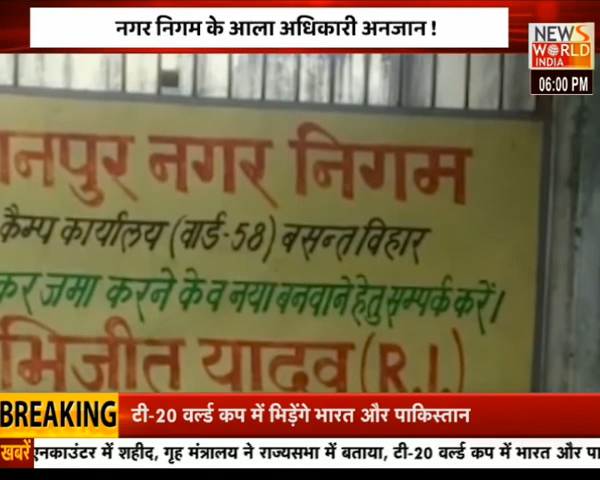 नगर निगम के आला अधिकारी अनजान !
NEWS
WORLD
INDIA
06:00 PM
नपुर नगर निगम
कैम्प कार्यालय (वार्ड-58) बसन्त विहार
कर जमा करने के व नया बनवाने हेतु सम्पर्क करें।
भिजीत यादव (R.I.)
BREAKING
टी-20 वर्ल्ड कप में भिड़ेंगे भारत और पाकिस्तान
खबरें
एनकाउंटर में शहीद, गृह मंत्रालय ने राज्यसभा में बताया, टी-20 वर्ल्ड कप में भारत और पा